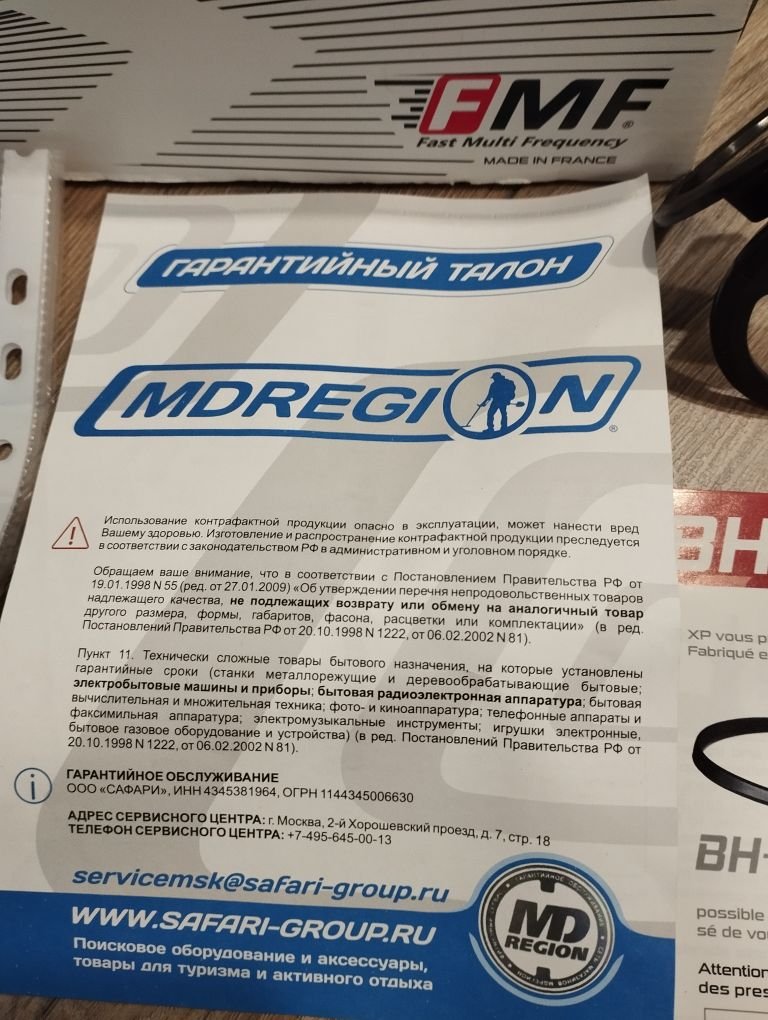 FMF®
Fast Multi Frequency
MADE IN FRANCE
ГАРАНТИЙНЫЙ ТАЛОН
MDREGION®
Использование контрафактной продукции опасно в эксплуатации, может нанести вред
Вашему здоровью. Изготовление и распространение контрафактной продукции преследуется
в соответствии с законодательством РФ в административном и уголовном порядке.
Обращаем ваше внимание, что в соответствии с Постановлением Правительства РФ от
19.01.1998 N 55 (ред. от 27.01.2009) «Об утверждении перечня непродовольственных товаров
надлежащего качества, не подлежащих возврату или обмену на аналогичный товар
другого размера, формы, габаритов, фасона, расцветки или комплектации» (в ред.
Постановлений Правительства РФ от 20.10.1998 N 1222, от 06.02.2002 N 81).
Пункт 11. Технически сложные товары бытового назначения, на которые установлены
гарантийные сроки (станки металлорежущие и деревообрабатывающие бытовые;
электробытовые машины и приборы; бытовая радиоэлектронная аппаратура; бытовая
вычислительная и множительная техника; фото- и киноаппаратура; телефонные аппараты и
факсимильная аппаратура; электромузыкальные инструменты; игрушки электронные,
бытовое газовое оборудование и устройства) (в ред. Постановлений Правительства РФ от
20.10.1998 N 1222, от 06.02.2002 N 81).
ГАРАНТИЙНОЕ ОБСЛУЖИВАНИЕ
ООО «САФАРИ», ИНН 4345381964, ОГРН 1144345006630
АДРЕС СЕРВИСНОГО ЦЕНТРА: г. Москва, 2-й Хорошевский проезд, д. 7, стр. 18
ТЕЛЕФОН СЕРВИСНОГО ЦЕНТРА: +7-495-645-00-13
servicemsk@safari-group.ru
WWW.SAFARI-GROUP.RU
Поисковое оборудование и аксессуары,
товары для туризма и активного отдыха
ГАРАНТИЙНОЕ ОБСЛУЖИВАНИЕ
MD
REGION
BH
XP vous p
Fabriqué e
BH-
possible
sé de vo
Attention
des pres